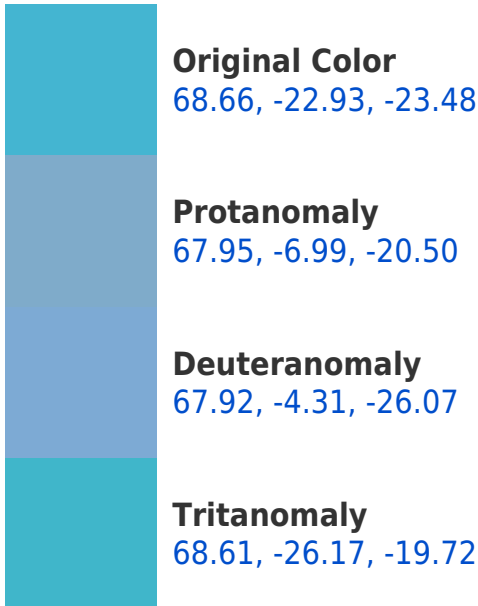 Original Color
68.66, -22.93, -23.48
Protanomaly
67.95, -6.99, -20.50
Deuteranomaly
67.92, -4.31, -26.07
Tritanomaly
68.61, -26.17, -19.72